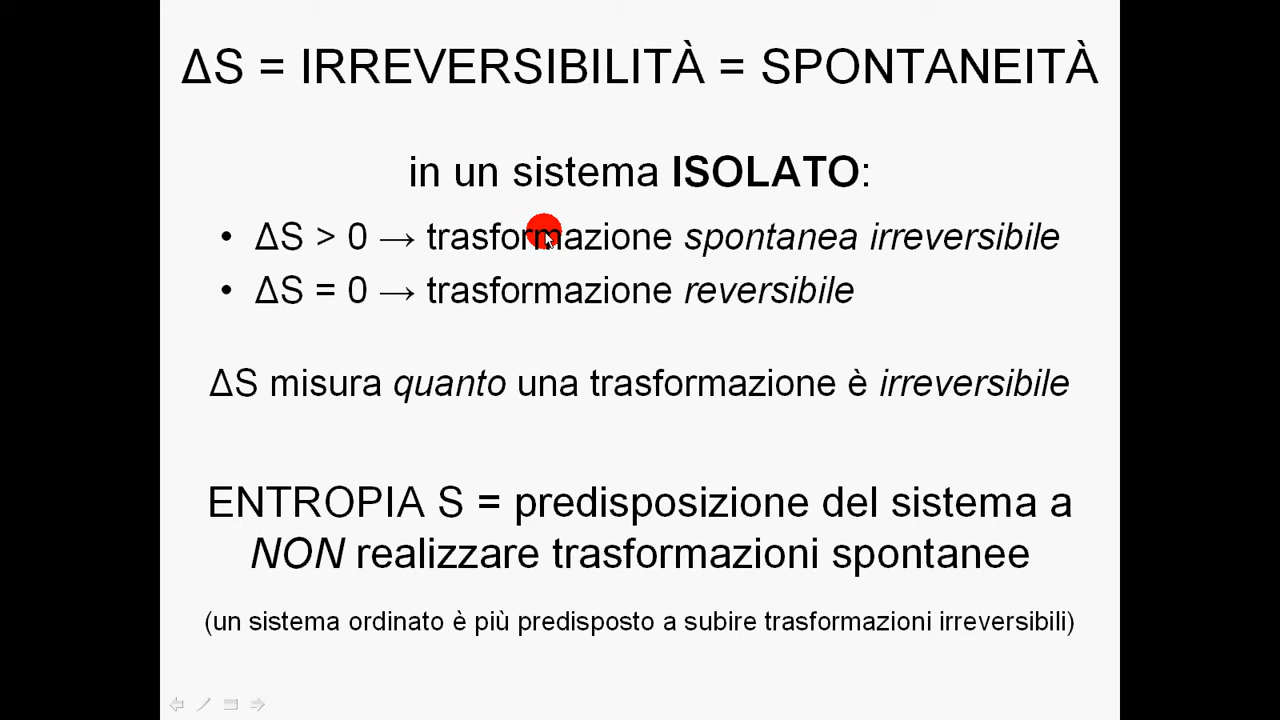 ΔS = IRREVERSIBILITÀ = SPONTANEITÀ
in un sistema ISOLATO:
• ΔS > 0 → trasformazione spontanea irreversibile
• ΔS = 0 → trasformazione reversibile
ΔS misura quanto una trasformazione è irreversibile
ENTROPIA S = predisposizione del sistema a
NON realizzare trasformazioni spontanee
(un sistema ordinato è più predisposto a subire trasformazioni irreversibili)